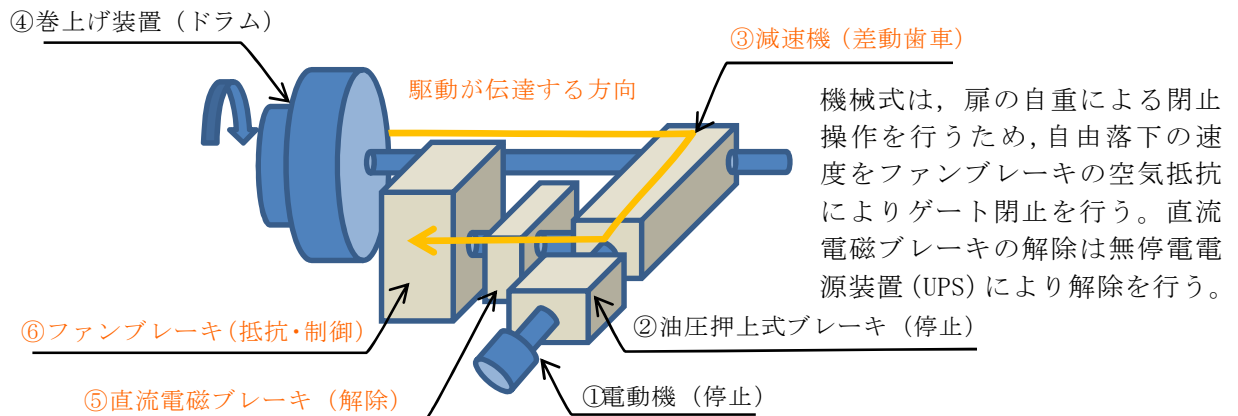 ④巻上げ装置（ドラム）
③減速機（差動歯車）
駆動が伝達する方向
機械式は，扉の自重による閉止
操作を行うため，自由落下の速
度をファンブレーキの空気抵抗
によりゲート閉止を行う。直流
電磁ブレーキの解除は無停電電
源装置(UPS)により解除を行う。
⑥ファンブレーキ(抵抗・制御)
②油圧押上式ブレーキ（停止）
⑤直流電磁ブレーキ（解除）
①電動機（停止）